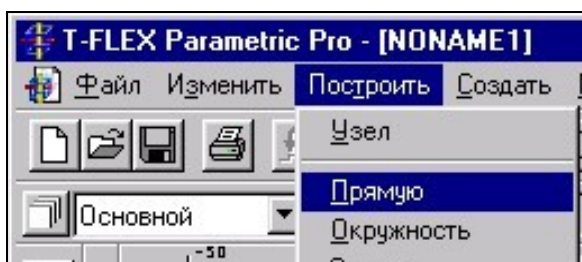 T-FLEX Parametric Pro - [NONAME1]
Файл Изменить Построить Создать
Узел
Прямую
Основной
Окружность
-50